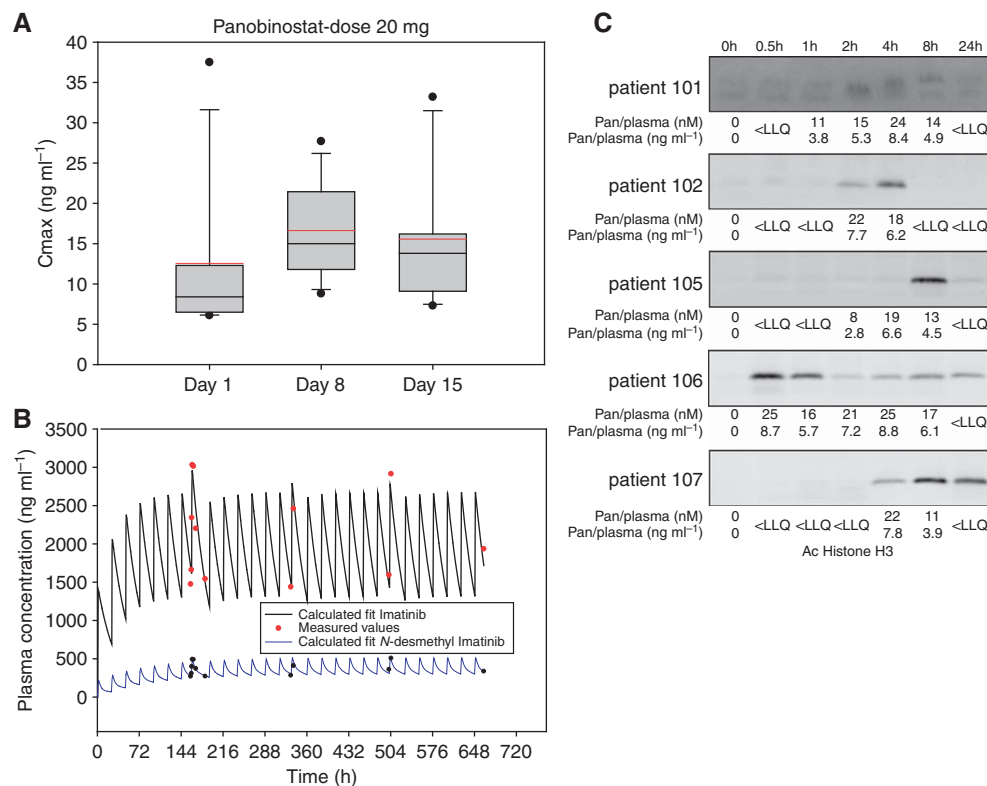 A
Panobinostat-dose 20 mg
40
35
30
25
20
15
10
5
0
Cmax (ng ml⁻¹)
Day 1 Day 8 Day 15
B
3500
3000
2500
2000
1500
1000
500
0
Plasma concentration (ng ml⁻¹)
Calculated fit Imatinib
Measured values
Calculated fit N-desmethyl Imatinib
0 72 144 216 288 360 432 504 576 648 720
Time (h)
C
0h 0.5h 1h 2h 4h 8h 24h
patient 101
Pan/plasma (nM) 0 <LLQ 11 15 24 14 <LLQ
Pan/plasma (ng ml⁻¹) 0 3.8 5.3 8.4 4.9
patient 102
Pan/plasma (nM) 0 <LLQ <LLQ 22 18 <LLQ <LLQ
Pan/plasma (ng ml⁻¹) 0 7.7 6.2
patient 105
Pan/plasma (nM) 0 <LLQ <LLQ 8 19 13 <LLQ
Pan/plasma (ng ml⁻¹) 0 2.8 6.6 4.5
patient 106
Pan/plasma (nM) 0 25 16 21 25 17 <LLQ
Pan/plasma (ng ml⁻¹) 0 8.7 5.7 7.2 8.8 6.1
patient 107
Pan/plasma (nM) 0 <LLQ <LLQ <LLQ 22 11 <LLQ
Pan/plasma (ng ml⁻¹) 0 7.8 3.9
Ac Histone H3